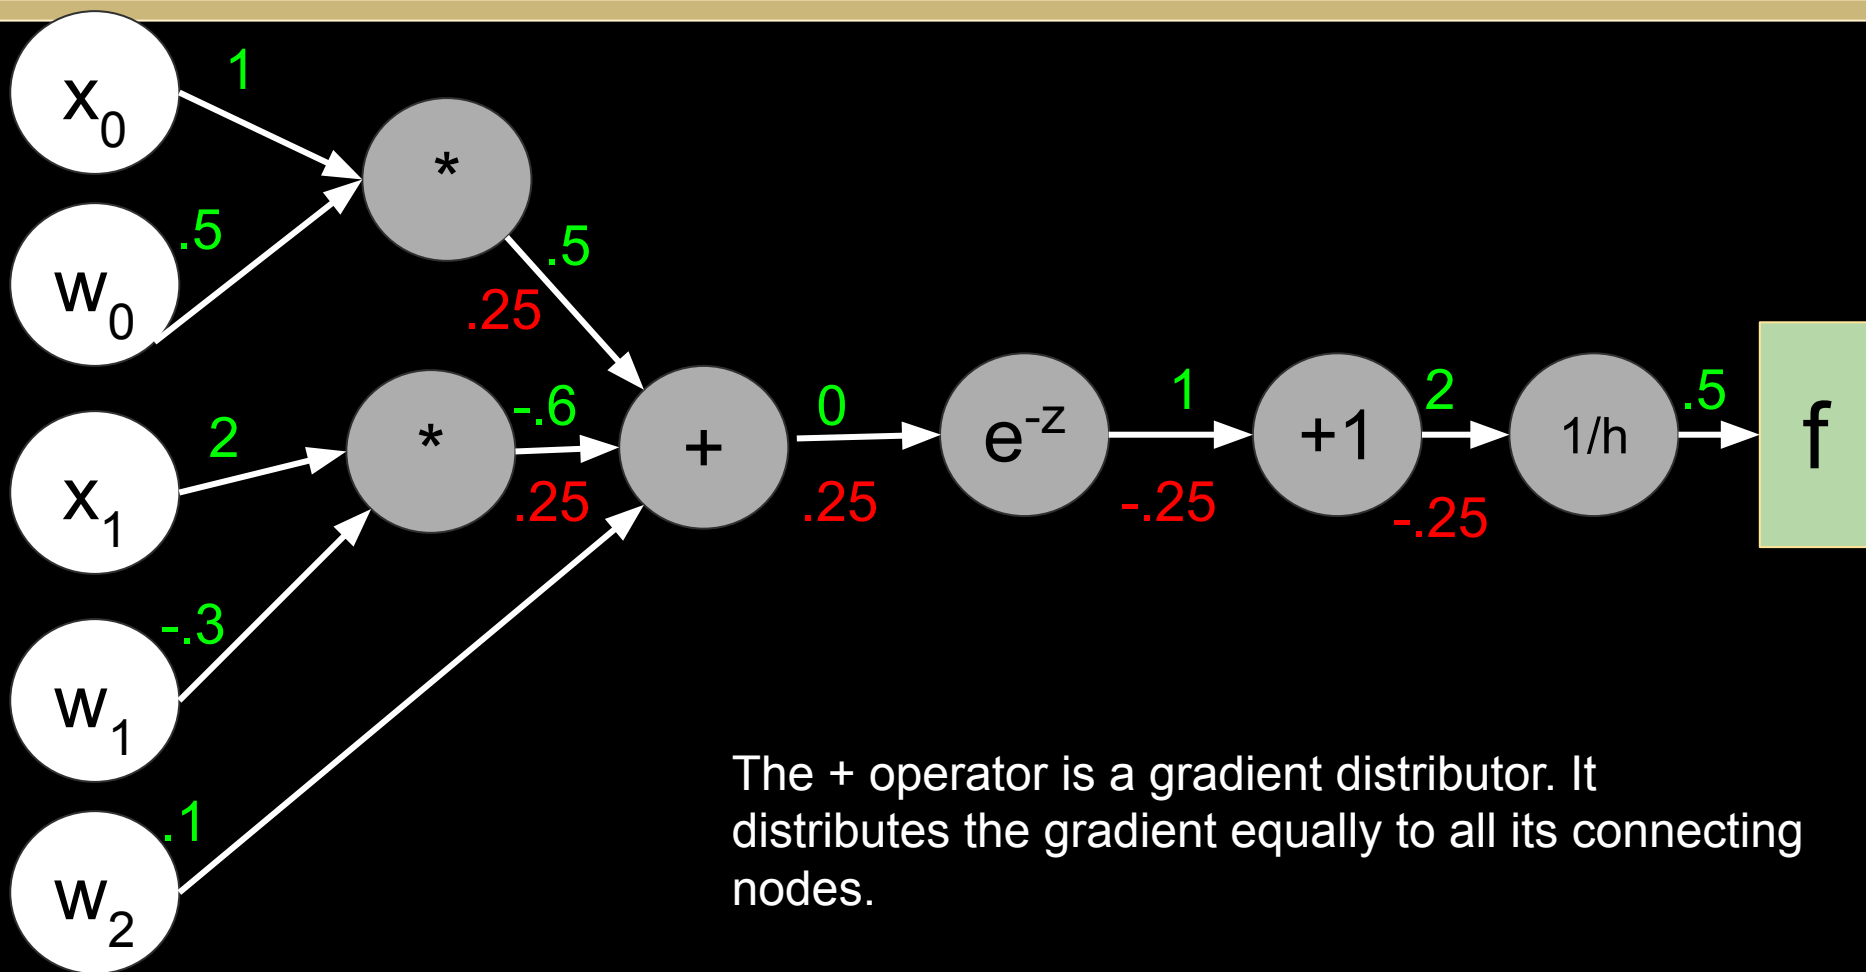 x0
1
*
w0
.5
.5
.25
x1
2
*
-.6
.25
+
0
.25
e-z
1
-.25
+1
2
-.25
1/h
.5
f
w1
-.3
w2
.1
The + operator is a gradient distributor. It
distributes the gradient equally to all its connecting
nodes.